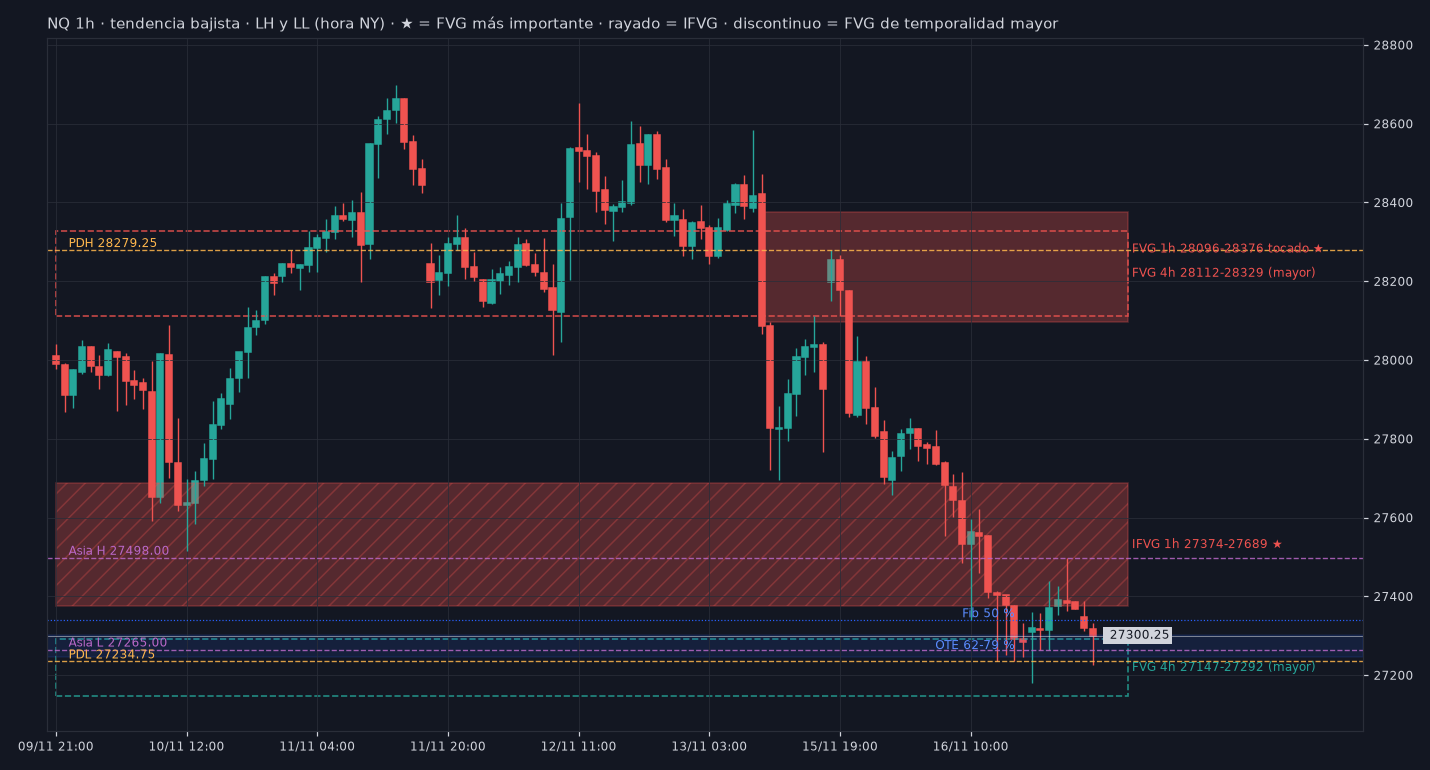 NQ 1h · tendencia bajista · LH y LL (hora NY) · ★ = FVG más importante · rayado = IFVG · discontinuo = FVG de temporalidad mayor
28800
28600
28400
PDH 28279.25
FVG 1h 28096-28376 tocado ★
FVG 4h 28112-28329 (mayor)
28200
28000
27800
27600
Asia H 27498.00
IFVG 1h 27374-27689 ★
27400
Fib 50 %
27300.25
Asia L 27265.00
OTE 62-79 %
PDL 27234.75
FVG 4h 27147-27292 (mayor)
27200
09/11 21:00
10/11 12:00
11/11 04:00
11/11 20:00
12/11 11:00
13/11 03:00
15/11 19:00
16/11 10:00